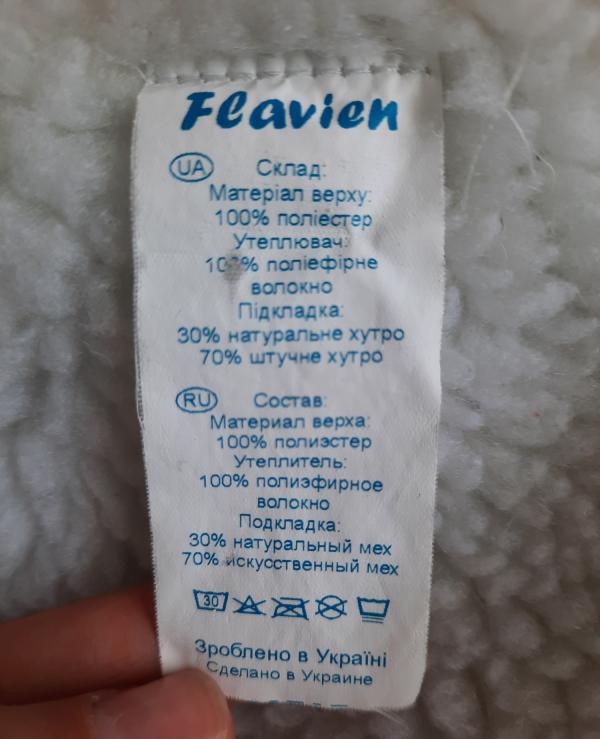 Flavien
UA Склад:
Матеріал верху:
100% поліестер
Утеплювач:
100% поліефірне
волокно
Підкладка:
30% натуральне хутро
70% штучне хутро
RU Состав:
Материал верха:
100% полиэстер
Утеплитель:
100% полиэфирное
волокно
Подкладка:
30% натуральный мех
70% искусственный мех
30
Зроблено в Україні
Сделано в Украине